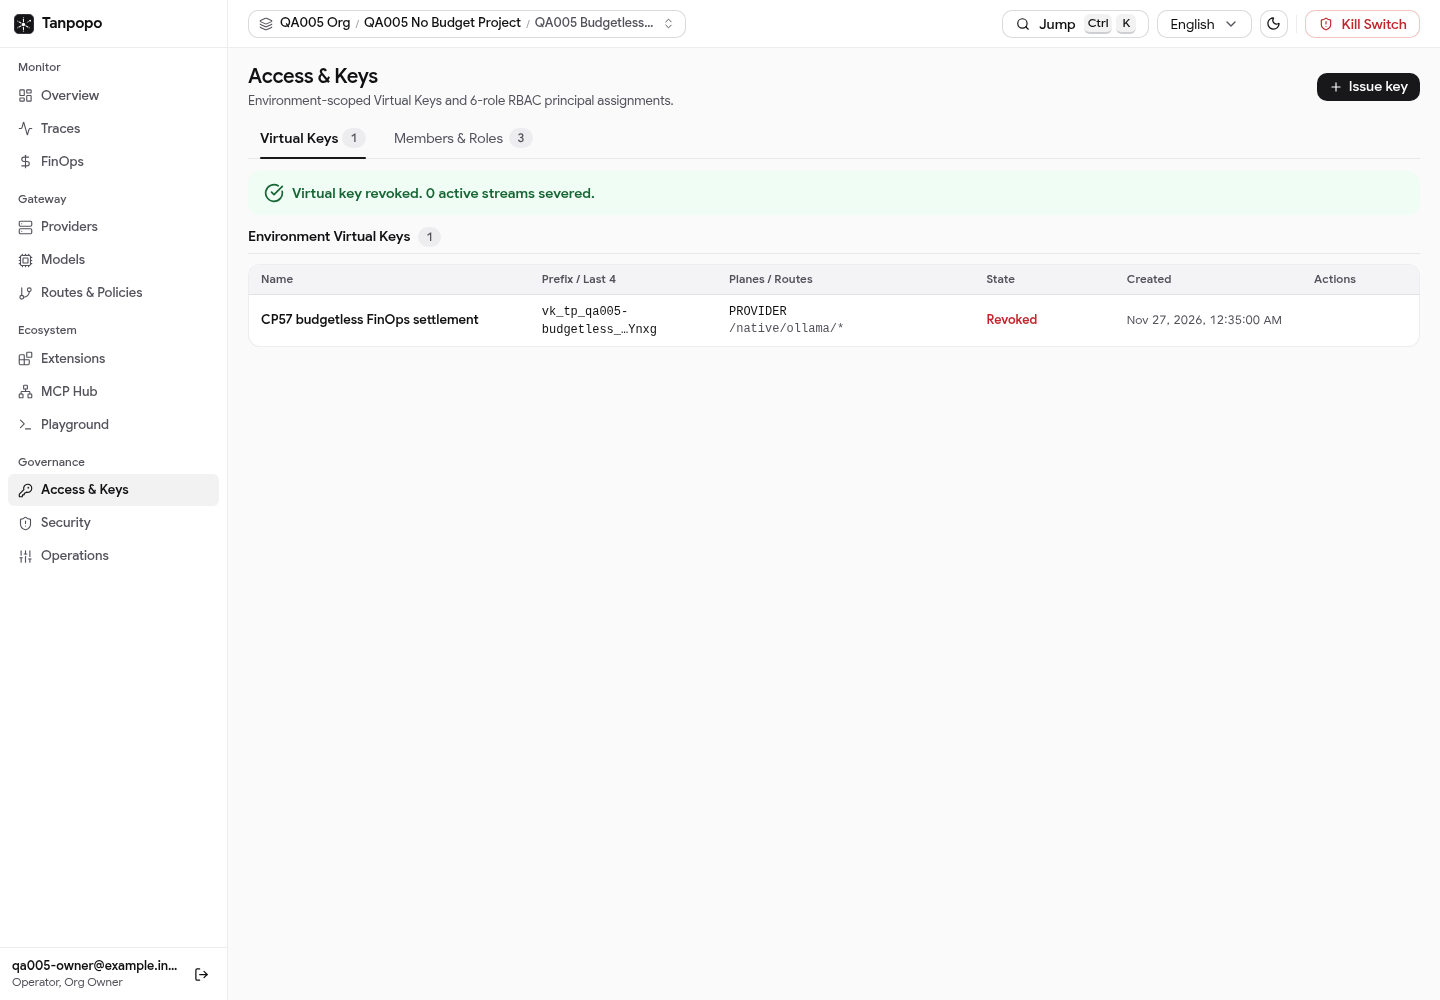 Tanpopo
QA005 Org / QA005 No Budget Project / QA005 Budgetless...
Jump Ctrl K
English
Kill Switch
Monitor
Overview
Traces
FinOps
Gateway
Providers
Models
Routes & Policies
Ecosystem
Extensions
MCP Hub
Playground
Governance
Access & Keys
Security
Operations
qa005-owner@example.in...
Operator, Org Owner
Access & Keys
Environment-scoped Virtual Keys and 6-role RBAC principal assignments.
Issue key
Virtual Keys 1 Members & Roles 3
Virtual key revoked. 0 active streams severed.
Environment Virtual Keys 1
Name Prefix / Last 4 Planes / Routes State Created Actions
CP57 budgetless FinOps settlement
vk_tp_qa005-
budgetless_…Ynxg
PROVIDER
/native/ollama/*
Revoked
Nov 27, 2026, 12:35:00 AM